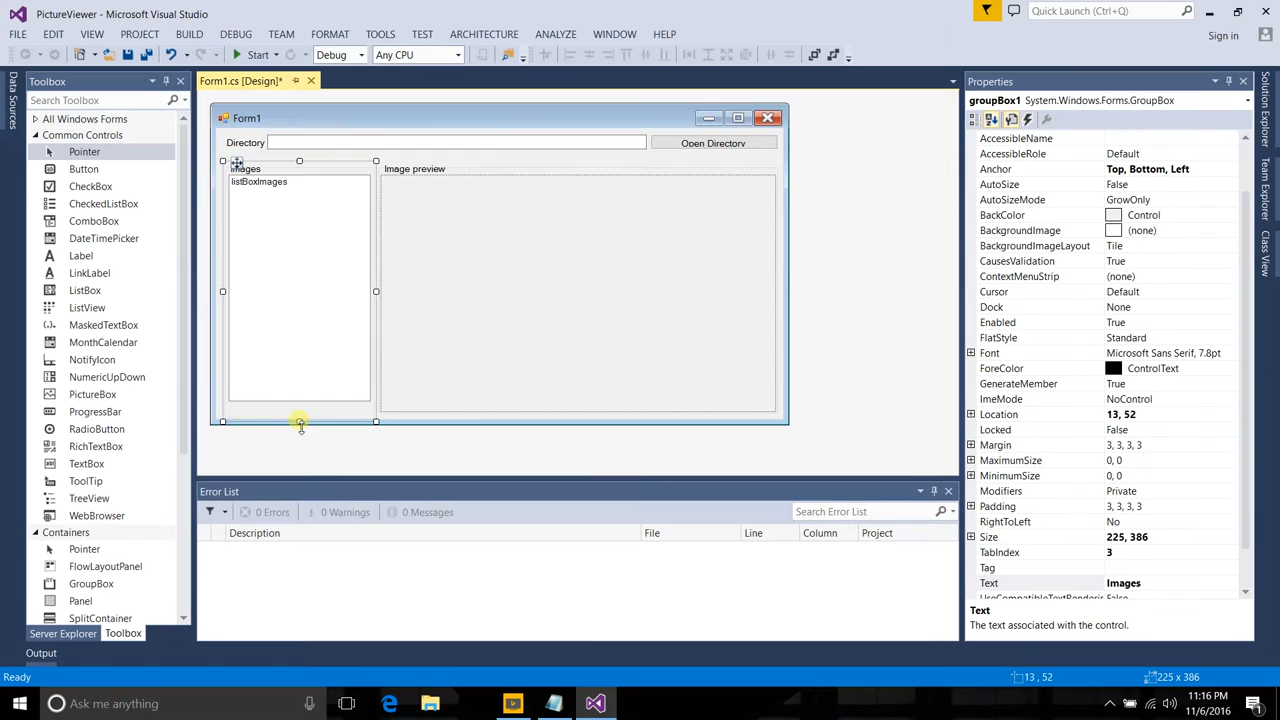 PictureViewer - Microsoft Visual Studio
Quick Launch (Ctrl+Q)
FILE EDIT VIEW PROJECT BUILD DEBUG TEAM FORMAT TOOLS TEST ARCHITECTURE ANALYZE WINDOW HELP
Sign in
Start Debug Any CPU
Data Sources
Toolbox
Search Toolbox
All Windows Forms
Common Controls
Pointer
Button
CheckBox
CheckedListBox
ComboBox
DateTimePicker
Label
LinkLabel
ListBox
ListView
MaskedTextBox
MonthCalendar
NotifyIcon
NumericUpDown
PictureBox
ProgressBar
RadioButton
RichTextBox
TextBox
ToolTip
TreeView
WebBrowser
Containers
Pointer
FlowLayoutPanel
GroupBox
Panel
SplitContainer
Server Explorer Toolbox
Output
Form1.cs [Design]*
Form1
Directory
Open Directory
Images
Image preview
listBoxImages
Error List
0 Errors 0 Warnings 0 Messages
Search Error List
Description File Line Column Project
Properties
groupBox1 System.Windows.Forms.GroupBox
AccessibleName
AccessibleRole Default
Anchor Top, Bottom, Left
AutoSize False
AutoSizeMode GrowOnly
BackColor Control
BackgroundImage (none)
BackgroundImageLayout Tile
CausesValidation True
ContextMenuStrip (none)
Cursor Default
Dock None
Enabled True
FlatStyle Standard
Font Microsoft Sans Serif, 7.8pt
ForeColor ControlText
GenerateMember True
ImeMode NoControl
Location 13, 52
Locked False
Margin 3, 3, 3, 3
MaximumSize 0, 0
MinimumSize 0, 0
Modifiers Private
Padding 3, 3, 3, 3
RightToLeft No
Size 225, 386
TabIndex 3
Tag
Text Images
UseCompatibleTextRendering False
Text
The text associated with the control.
Solution Explorer
Team Explorer
Class View
Ready
13 , 52
225 x 386
Ask me anything
11:16 PM
11/6/2016